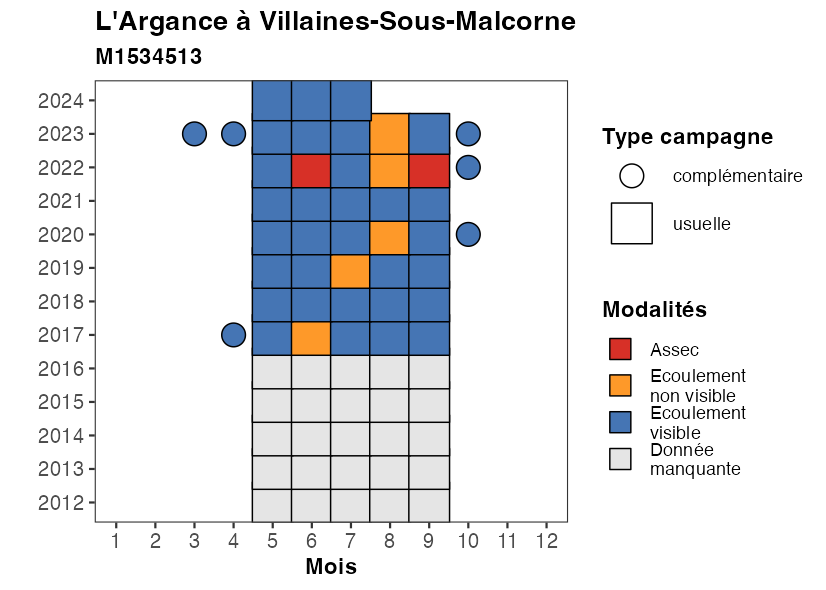 L'Argance à Villaines-Sous-Malcorne
M1534513
2024
2023
2022
2021
2020
2019
2018
2017
2016
2015
2014
2013
2012
1 2 3 4 5 6 7 8 9 10 11 12
Mois
Type campagne
complémentaire
usuelle
Modalités
Assec
Ecoulement
non visible
Ecoulement
visible
Donnée
manquante